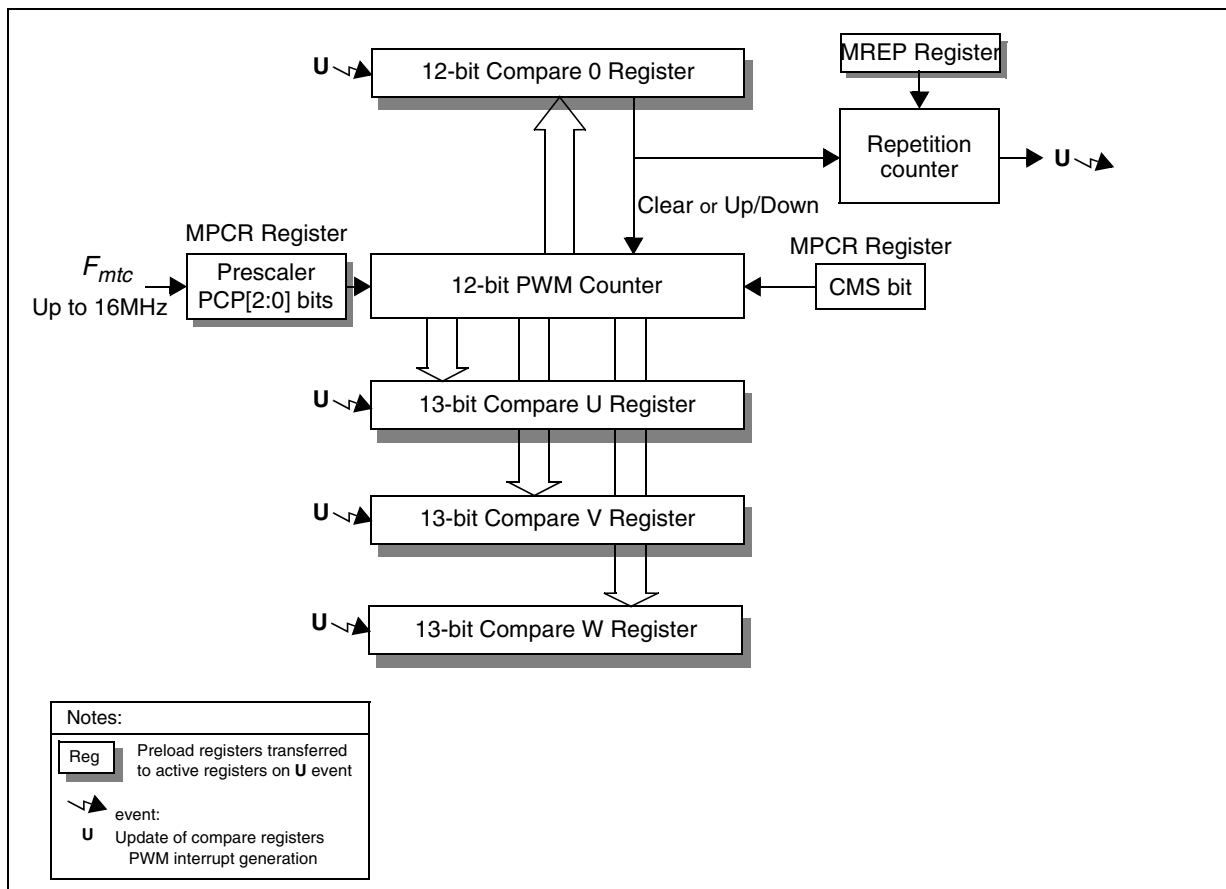 U
12-bit Compare 0 Register
MREP Register
Repetition
counter
U
Clear or Up/Down
MPCR Register
Fmtc
Up to 16MHz
Prescaler
PCP[2:0] bits
12-bit PWM Counter
MPCR Register
CMS bit
U
13-bit Compare U Register
U
13-bit Compare V Register
U
13-bit Compare W Register
Notes:
Reg
Preload registers transferred
to active registers on U event
event:
U Update of compare registers
PWM interrupt generation